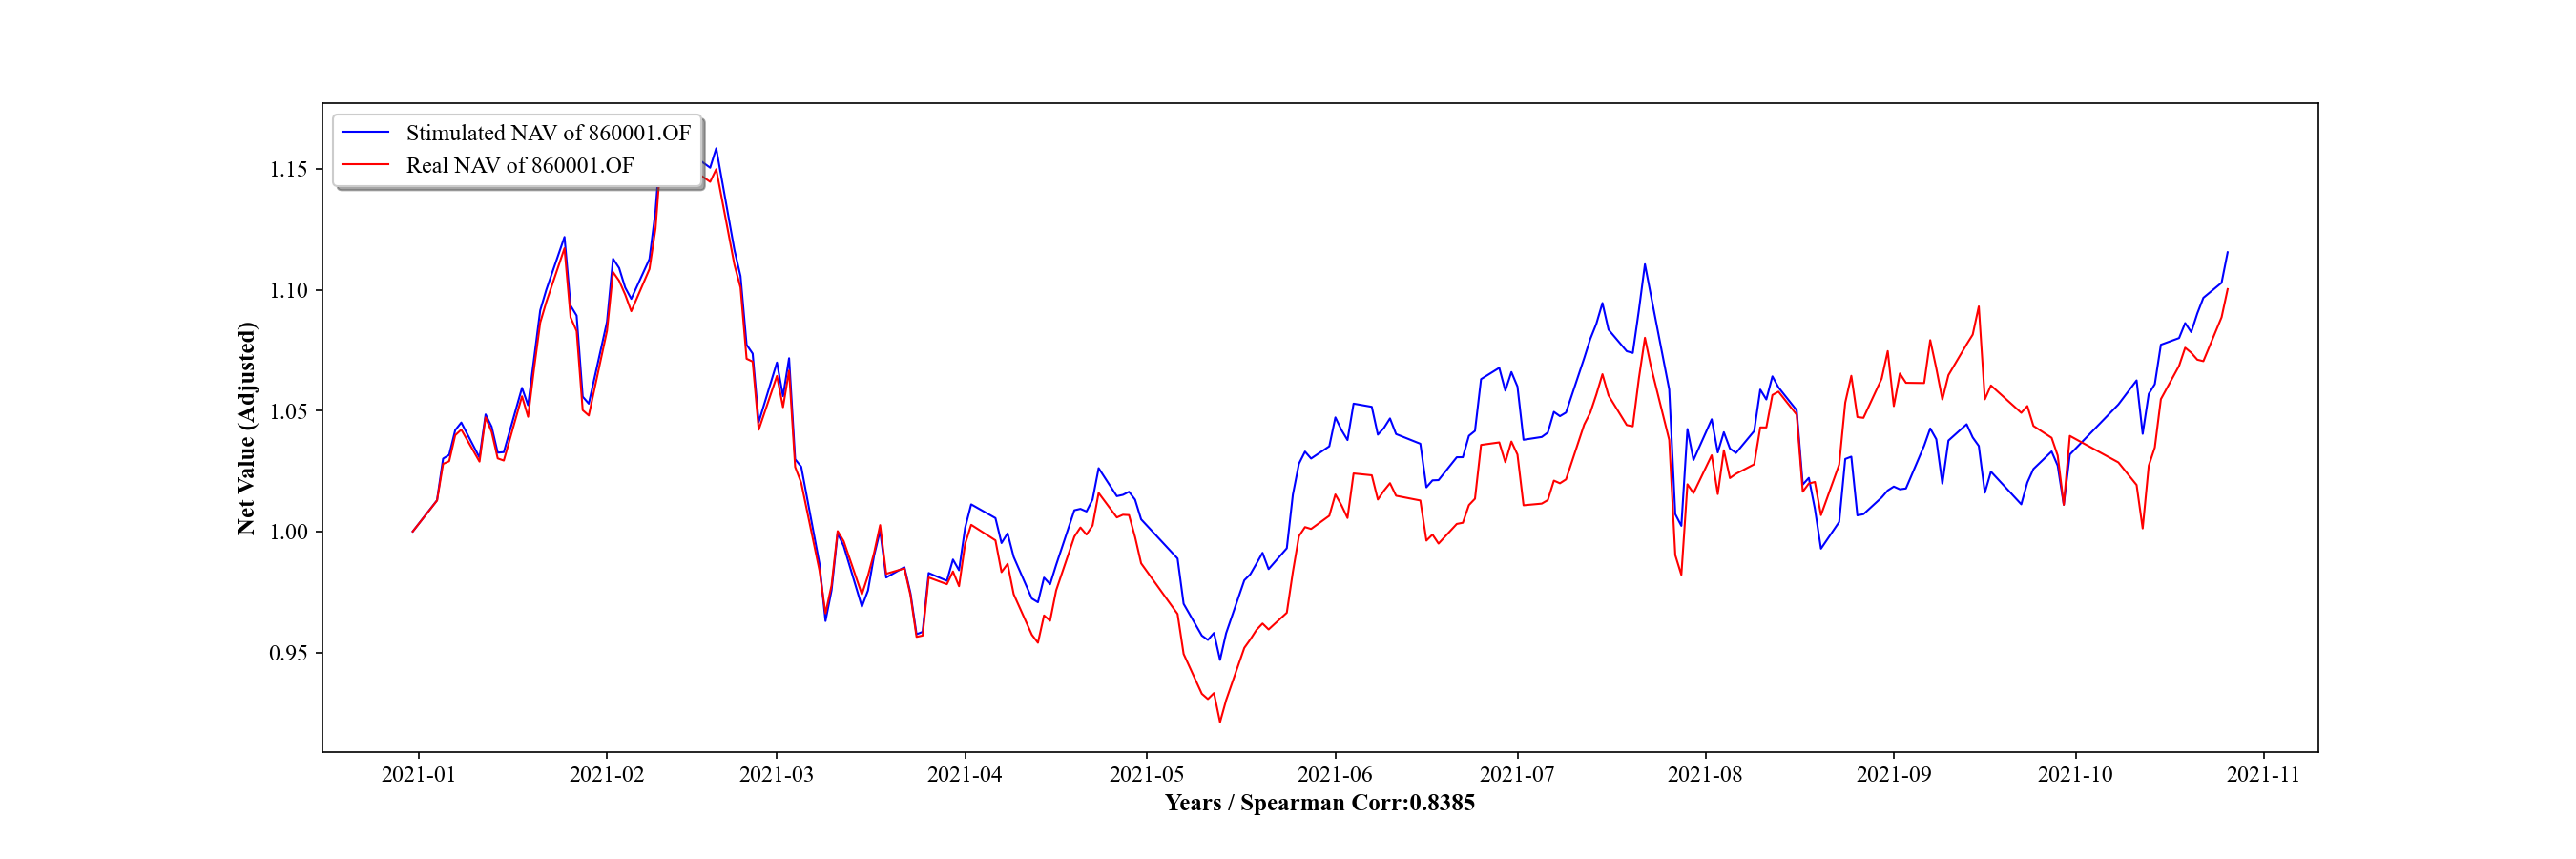 Stimulated NAV of 860001.OF
Real NAV of 860001.OF
1.15
1.10
1.05
1.00
0.95
Net Value (Adjusted)
2021-01 2021-02 2021-03 2021-04 2021-05 2021-06 2021-07 2021-08 2021-09 2021-10 2021-11
Years / Spearman Corr:0.8385